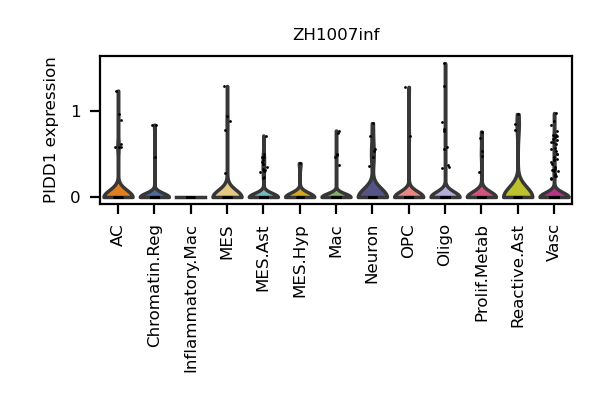 ZH1007inf
PIDD1 expression
1
0
AC
Chromatin.Reg
Inflammatory.Mac
MES
MES.Ast
MES.Hyp
Mac
Neuron
OPC
Oligo
Prolif.Metab
Reactive.Ast
Vasc